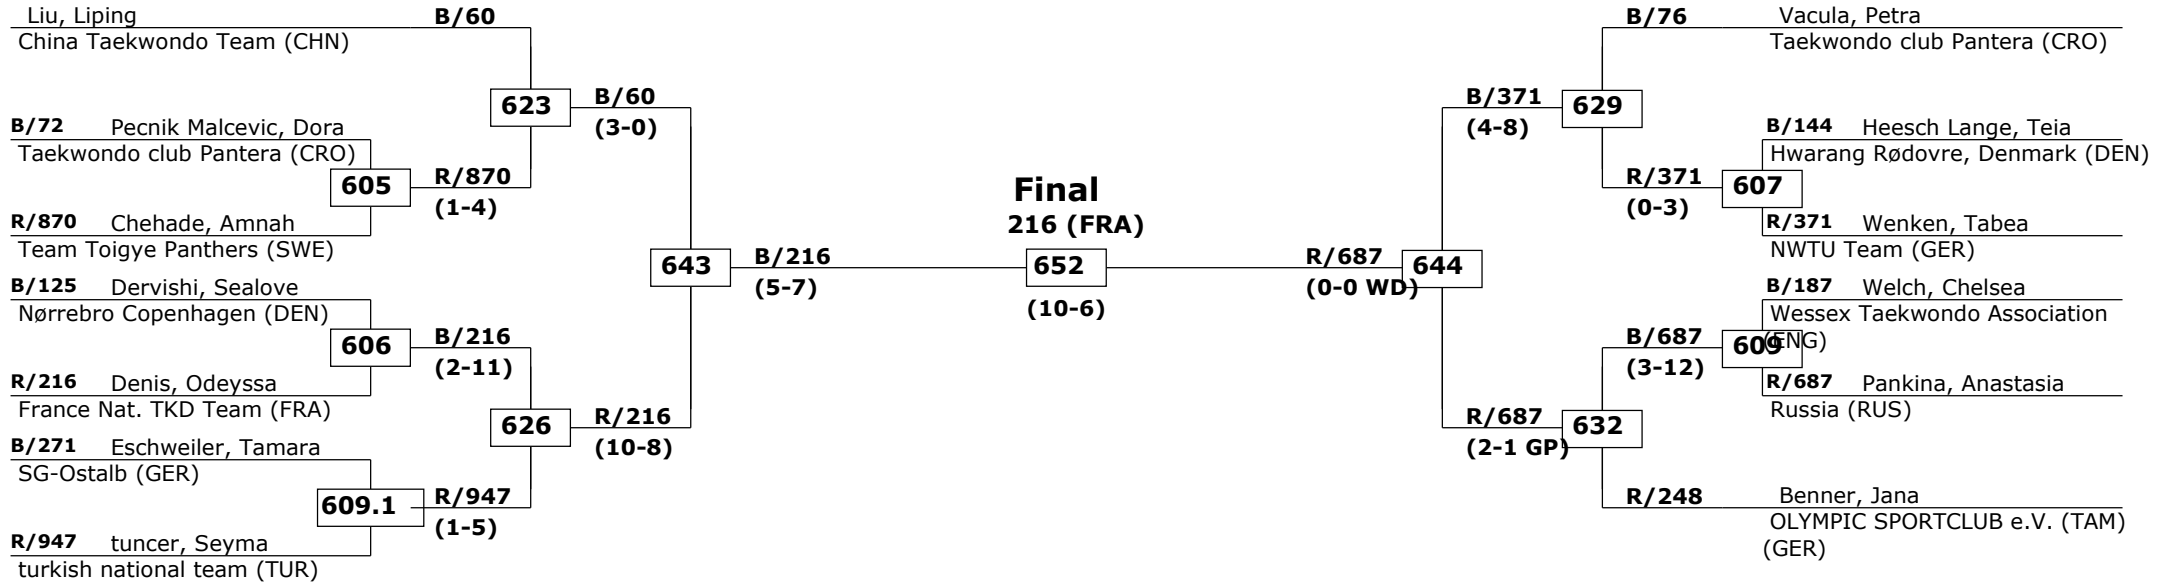 Liu, Liping
B/60
China Taekwondo Team (CHN)
623
B/60
(3-0)
B/72 Pecnik Malcevic, Dora
Taekwondo club Pantera (CRO)
605
R/870
(1-4)
R/870 Chehade, Amnah
Team Toigye Panthers (SWE)
643
B/216
(5-7)
B/125 Dervishi, Sealove
Nørrebro Copenhagen (DEN)
606
B/216
(2-11)
R/216 Denis, Odeyssa
France Nat. TKD Team (FRA)
626
R/216
(10-8)
B/271 Eschweiler, Tamara
SG-Ostalb (GER)
609.1
R/947
(1-5)
R/947 tuncer, Seyma
turkish national team (TUR)
Final
216 (FRA)
652
(10-6)
B/76
Vacula, Petra
Taekwondo club Pantera (CRO)
B/371
(4-8)
629
B/144 Heesch Lange, Teia
Hwarang Rødovre, Denmark (DEN)
R/371
(0-3)
607
R/371 Wenken, Tabea
NWTU Team (GER)
R/687
(0-0 WD)
644
B/187 Welch, Chelsea
Wessex Taekwondo Association
(ENG)
B/687
(3-12)
609
R/687 Pankina, Anastasia
Russia (RUS)
R/687
(2-1 GP)
632
R/248
Benner, Jana
OLYMPIC SPORTCLUB e.V. (TAM)
(GER)